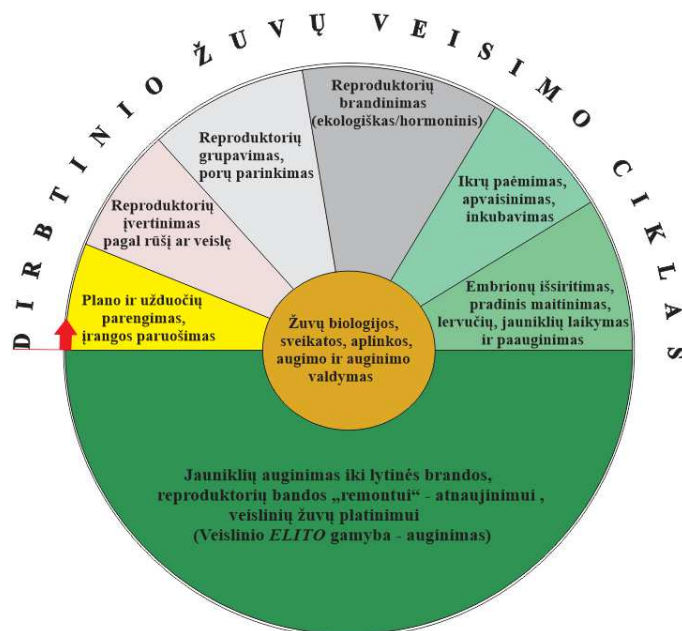 DIRBTINIO ŽUVŲ VEISIMO CIKLAS
Reproduktorių
brandinimas
(ekologiškas/hormoninis)
Reproduktorių
grupavimas,
porų parinkimas
Ikrų paėmimas,
apvaisinimas,
inkubavimas
Reproduktorių
įvertinimas
pagal rūšį ar veislę
Plano ir užduočių
parengimas,
įrangos paruošimas
Embrionų išsiritimas,
pradinis maitinimas,
lervučių, jauniklių laikymas
ir paauginimas
Žuvų biologijos,
sveikatos, aplinkos,
augimo ir auginimo
valdymas
Jauniklių auginimas iki lytinės brandos,
reproduktorių bandos „remontui“ - atnaujinimui ,
veislinių žuvų platinimui
(Veislinio ELITO gamyba - auginimas)